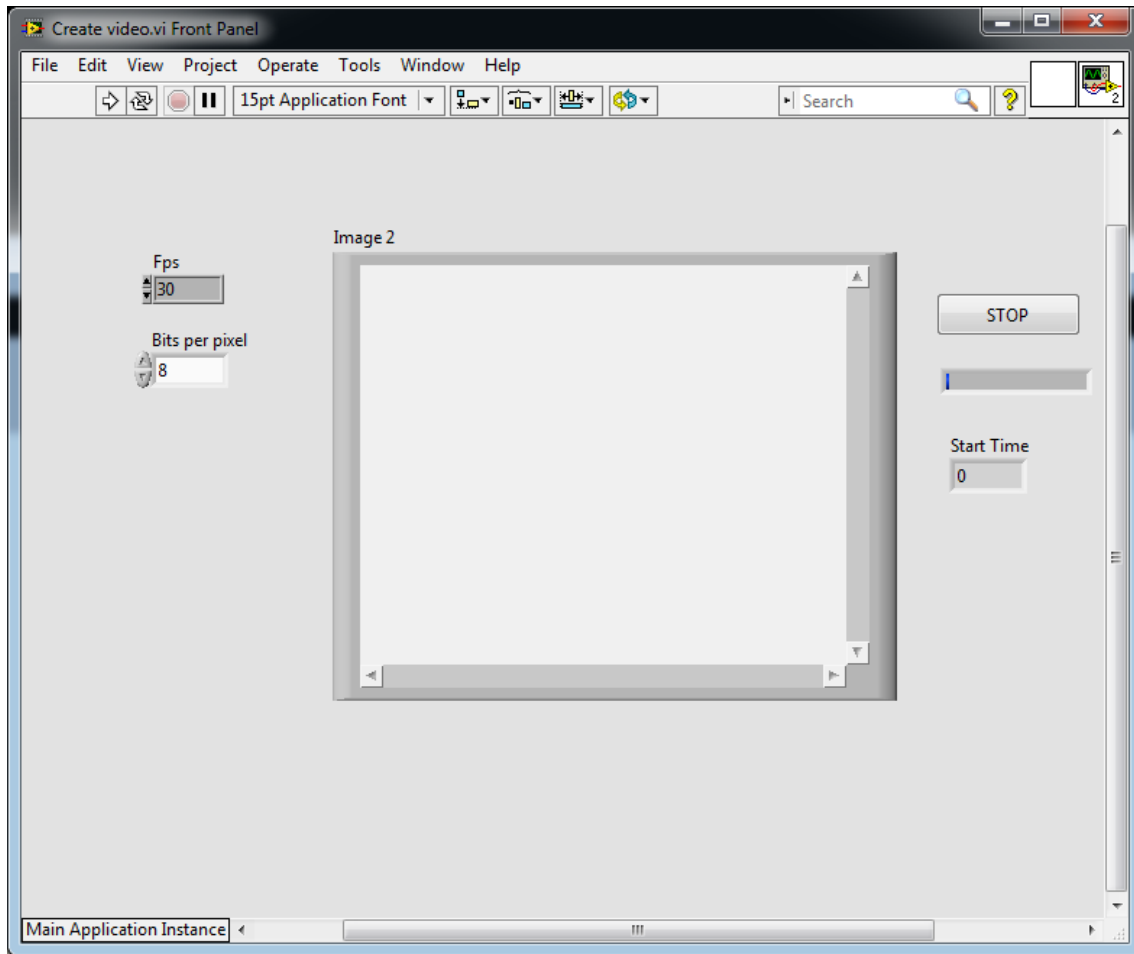 Create video.vi Front Panel
File Edit View Project Operate Tools Window Help
15pt Application Font
Search
2
Image 2
Fps
30
Bits per pixel
8
STOP
Start Time
0
Main Application Instance